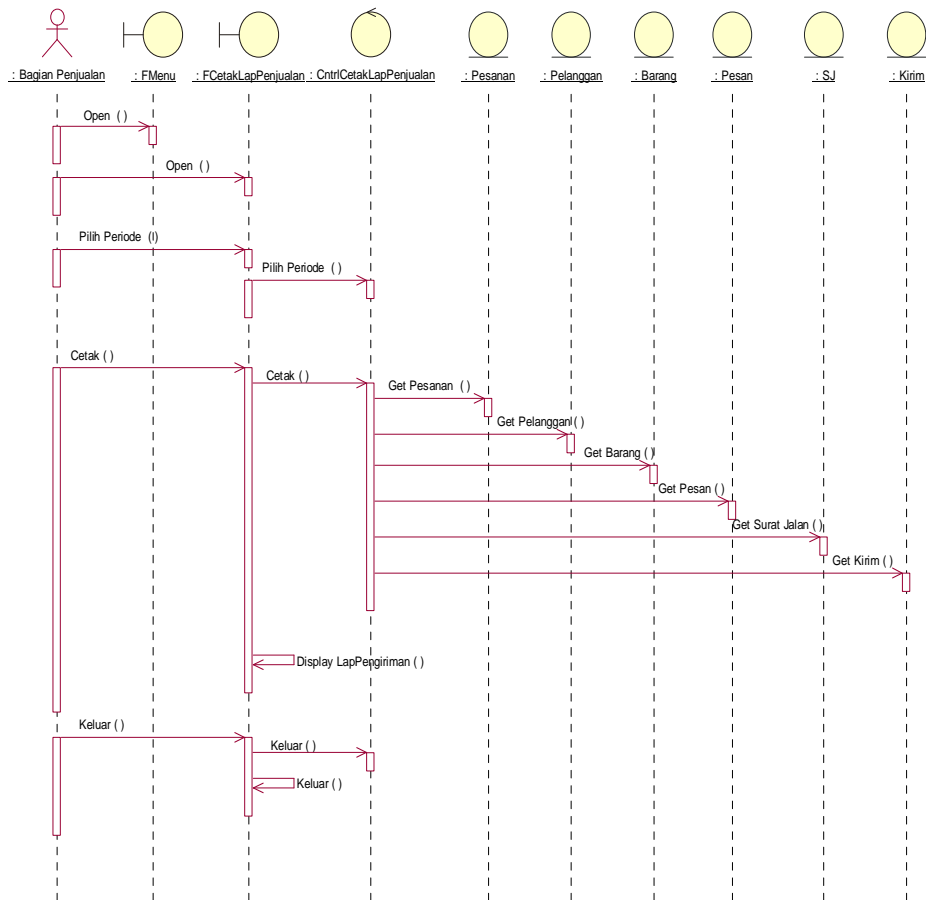 : Bagian Penjualan
: FMenu
: FCetakLapPenjualan
: CntrlCetakLapPenjualan
: Pesanan
: Pelanggan
: Barang
: Pesan
: SJ
: Kirim
Open ( )
Open ( )
Pilih Periode ( )
Pilih Periode ( )
Cetak ( )
Cetak ( )
Get Pesanan ( )
Get Pelanggan ( )
Get Barang ( )
Get Pesan ( )
Get Surat Jalan ( )
Get Kirim ( )
Display LapPengiriman ( )
Keluar ( )
Keluar ( )
Keluar ( )